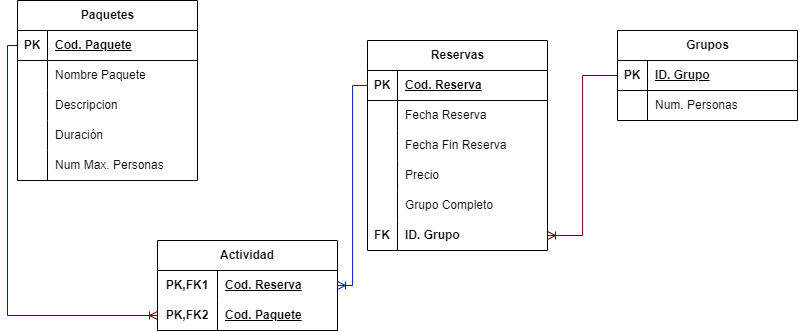 Paquetes
PK Cod. Paquete
Nombre Paquete
Descripcion
Duración
Num Max. Personas
Reservas
PK Cod. Reserva
Fecha Reserva
Fecha Fin Reserva
Precio
Grupo Completo
FK ID. Grupo
Grupos
PK ID. Grupo
Num. Personas
Actividad
PK,FK1 Cod. Reserva
PK,FK2 Cod. Paquete